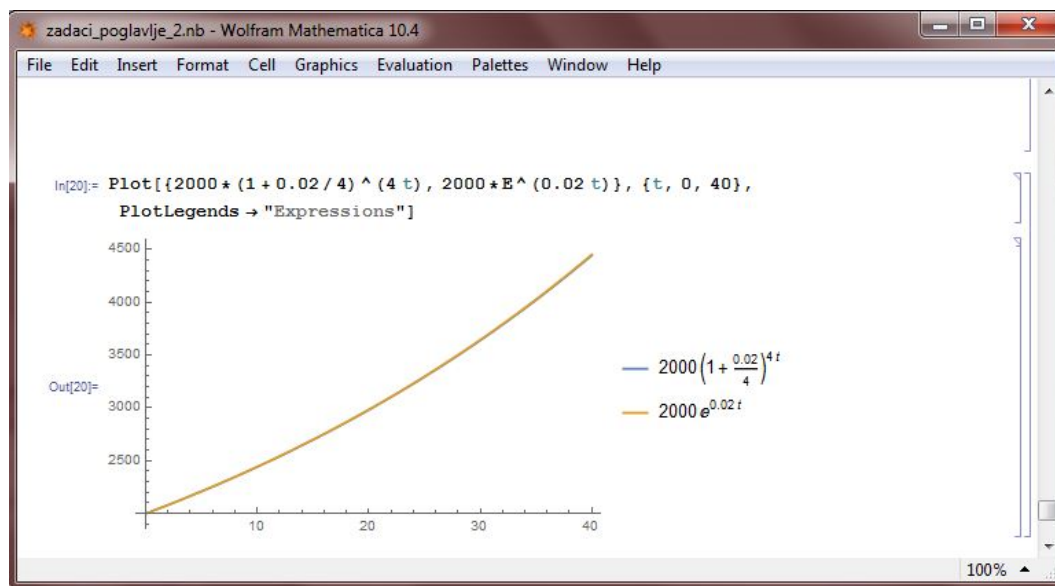 zadaci_poglavlje_2.nb - Wolfram Mathematica 10.4
File Edit Insert Format Cell Graphics Evaluation Palettes Window Help
In[20]:= Plot[{2000 * (1 + 0.02 / 4) ^ (4 t), 2000 * E ^ (0.02 t)}, {t, 0, 40},
PlotLegends → "Expressions"]
4500
4000
3500
3000
2500
10 20 30 40
Out[20]=
2000 (1 + 0.02/4)^(4 t)
2000 ⅇ^(0.02 t)
100%